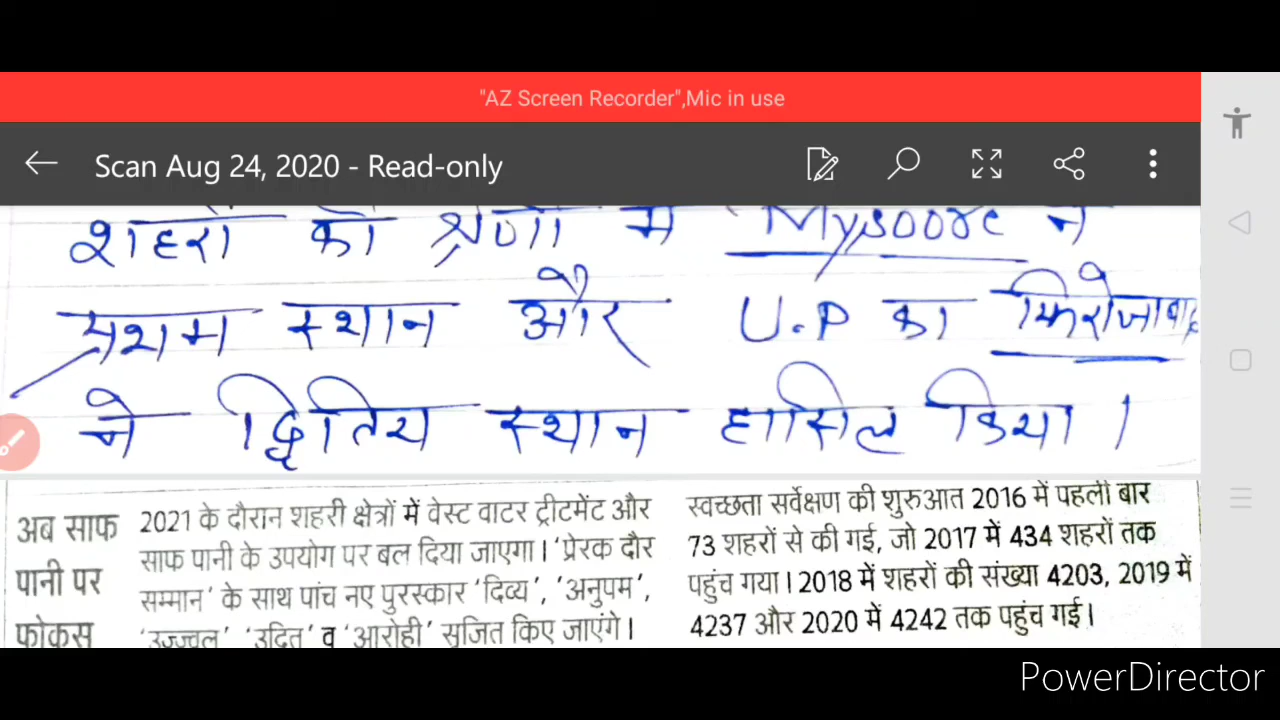 "AZ Screen Recorder",Mic in use
Scan Aug 24, 2020 - Read-only
शहरों की श्रेणी में Mysoore ने
प्रथम स्थान और U.P का फिरोजाबाद
ने द्वितिय स्थान हासिल किया।
अब साफ
पानी पर
फोकस
2021 के दौरान शहरी क्षेत्रों में वेस्ट वाटर ट्रीटमेंट और
साफ पानी के उपयोग पर बल दिया जाएगा। 'प्रेरक दौर
सम्मान' के साथ पांच नए पुरस्कार 'दिव्य', 'अनुपम',
'उज्ज्वल' 'उदित' व 'आरोही' सृजित किए जाएंगे।
स्वच्छता सर्वेक्षण की शुरुआत 2016 में पहली बार
73 शहरों से की गई, जो 2017 में 434 शहरों तक
पहुंच गया। 2018 में शहरों की संख्या 4203, 2019 में
4237 और 2020 में 4242 तक पहुंच गई।
PowerDirector